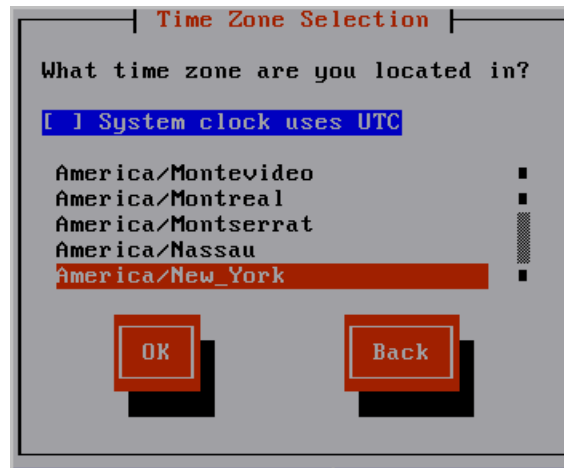 Time Zone Selection
What time zone are you located in?
[ ] System clock uses UTC
America/Montevideo
America/Montreal
America/Montserrat
America/Nassau
America/New_York
OK Back